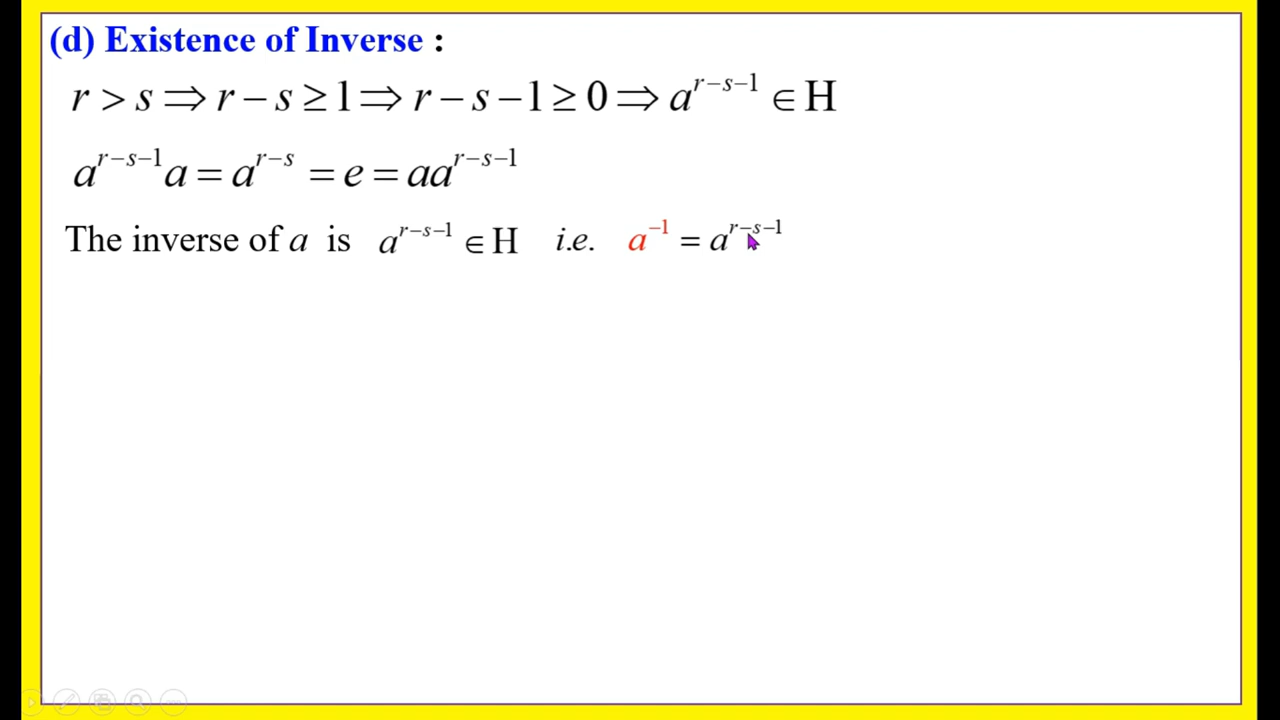 (d) Existence of Inverse :
r > s ⟹ r − s ≥ 1 ⟹ r − s − 1 ≥ 0 ⟹ a^{r−s−1} ∈ H
a^{r−s−1}a = a^{r−s} = e = aa^{r−s−1}
The inverse of a is a^{r−s−1} ∈ H i.e. a^{−1} = a^{r−s−1}